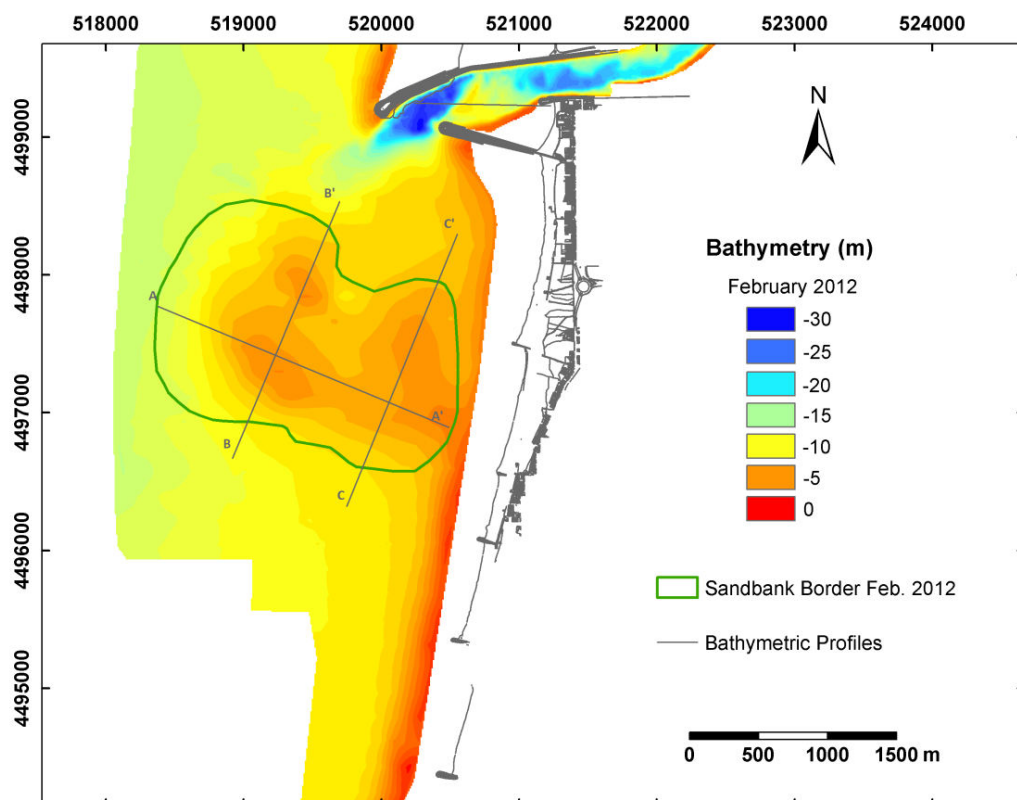 518000 519000 520000 521000 522000 523000 524000
4499000
4498000
4497000
4496000
4495000
N
B'
C'
A
A'
B
C
Bathymetry (m)
February 2012
-30
-25
-20
-15
-10
-5
0
Sandbank Border Feb. 2012
Bathymetric Profiles
0 500 1000 1500 m